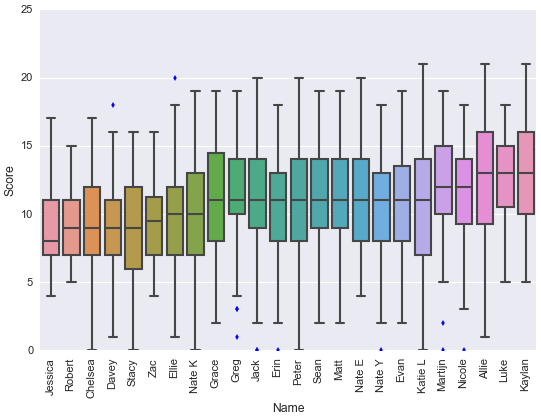 25
20
15
10
5
0
Score
Jessica
Robert
Chelsea
Davey
Stacy
Zac
Ellie
Nate K
Grace
Greg
Jack
Erin
Peter
Sean
Matt
Nate E
Nate Y
Evan
Katie L
Martijn
Nicole
Allie
Luke
Kaylan
Name